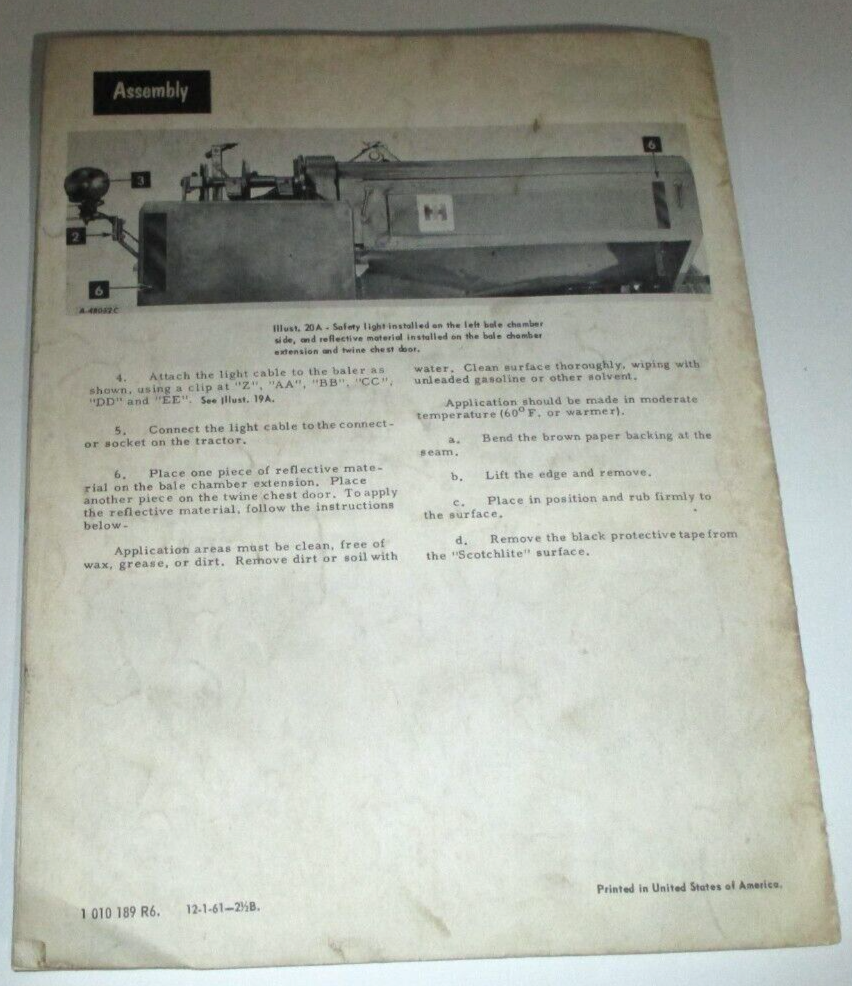 Assembly
6
3
2
6
A-48052C
Illust. 20A - Safety light installed on the left bale chamber
side, and reflective material installed on the bale chamber
extension and twine chest door.
4. Attach the light cable to the baler as
shown, using a clip at "Z", "AA", "BB", "CC",
"DD" and "EE". See Illust. 19A.
5. Connect the light cable to the connect-
or socket on the tractor.
6. Place one piece of reflective mate-
rial on the bale chamber extension. Place
another piece on the twine chest door. To apply
the reflective material, follow the instructions
below-
Application areas must be clean, free of
wax, grease, or dirt. Remove dirt or soil with
water. Clean surface thoroughly, wiping with
unleaded gasoline or other solvent.
Application should be made in moderate
temperature (60° F. or warmer).
a. Bend the brown paper backing at the
seam.
b. Lift the edge and remove.
c. Place in position and rub firmly to
the surface.
d. Remove the black protective tape from
the "Scotchlite" surface.
1 010 189 R6. 12-1-61—2½B.
Printed in United States of America.